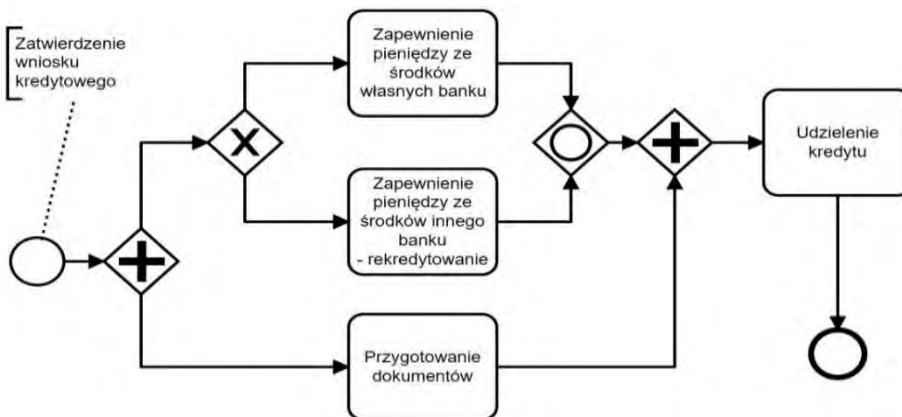 Zatwierdzenie
wniosku
kredytowego
Zapewnienie
pieniędzy ze
środków
własnych banku
Zapewnienie
pieniędzy ze
środków innego
banku
- rekredytowanie
Przygotowanie
dokumentów
Udzielenie
kredytu